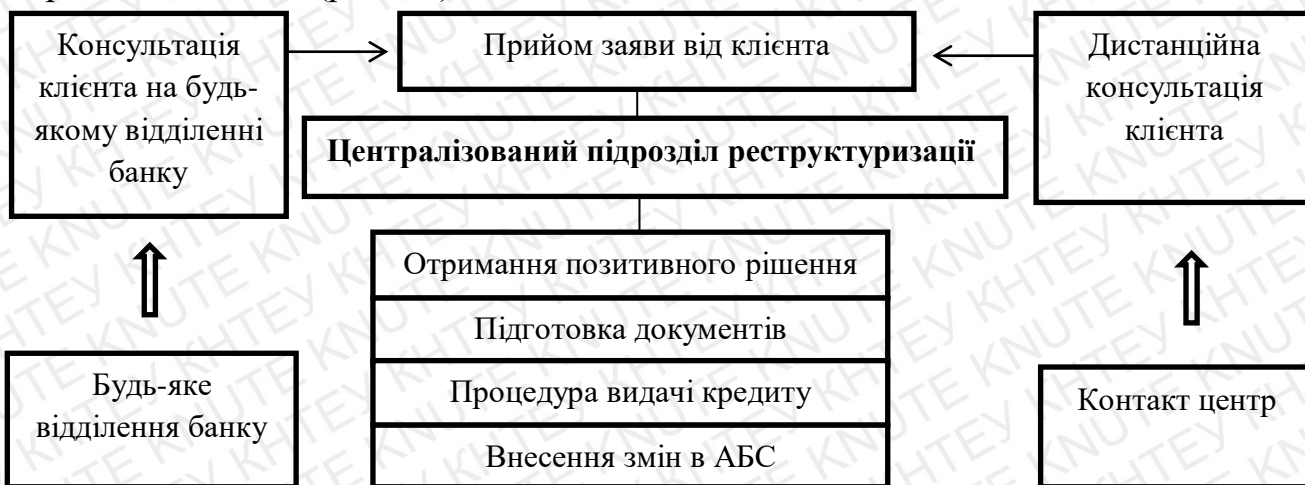 Консультація
клієнта на будь-
якому відділенні
банку
Прийом заяви від клієнта
Дистанційна
консультація
клієнта
Централізований підрозділ реструктуризації
Отримання позитивного рішення
Підготовка документів
Процедура видачі кредиту
Внесення змін в АБС
Будь-яке
відділення банку
Контакт центр